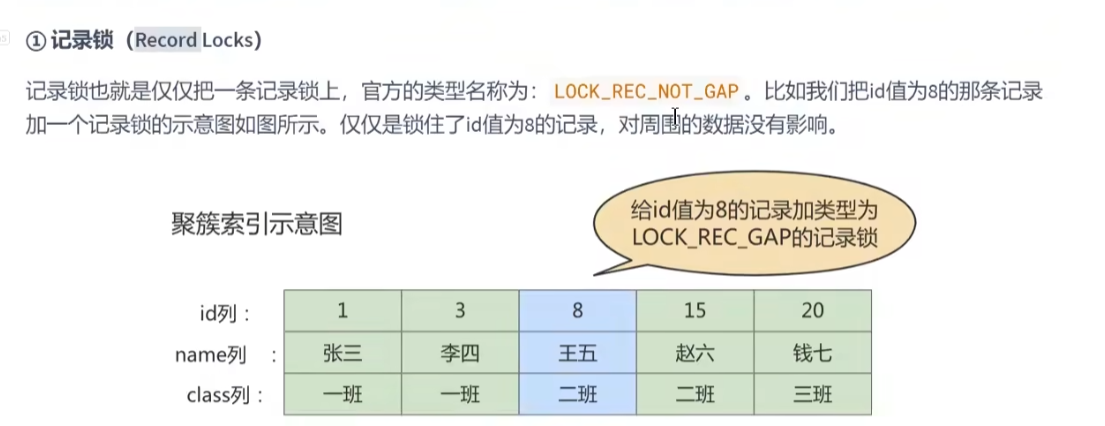 ① 记录锁（Record Locks）
记录锁也就是仅仅把一条记录锁上，官方的类型名称为： LOCK_REC_NOT_GAP 。比如我们把id值为8的那条记录
加一个记录锁的示意图如图所示。仅仅是锁住了id值为8的记录，对周围的数据没有影响。
给id值为8的记录加类型为
LOCK_REC_GAP的记录锁
聚簇索引示意图
id列： 1 3 8 15 20
name列 ： 张三 李四 王五 赵六 钱七
class列： 一班 一班 二班 二班 三班